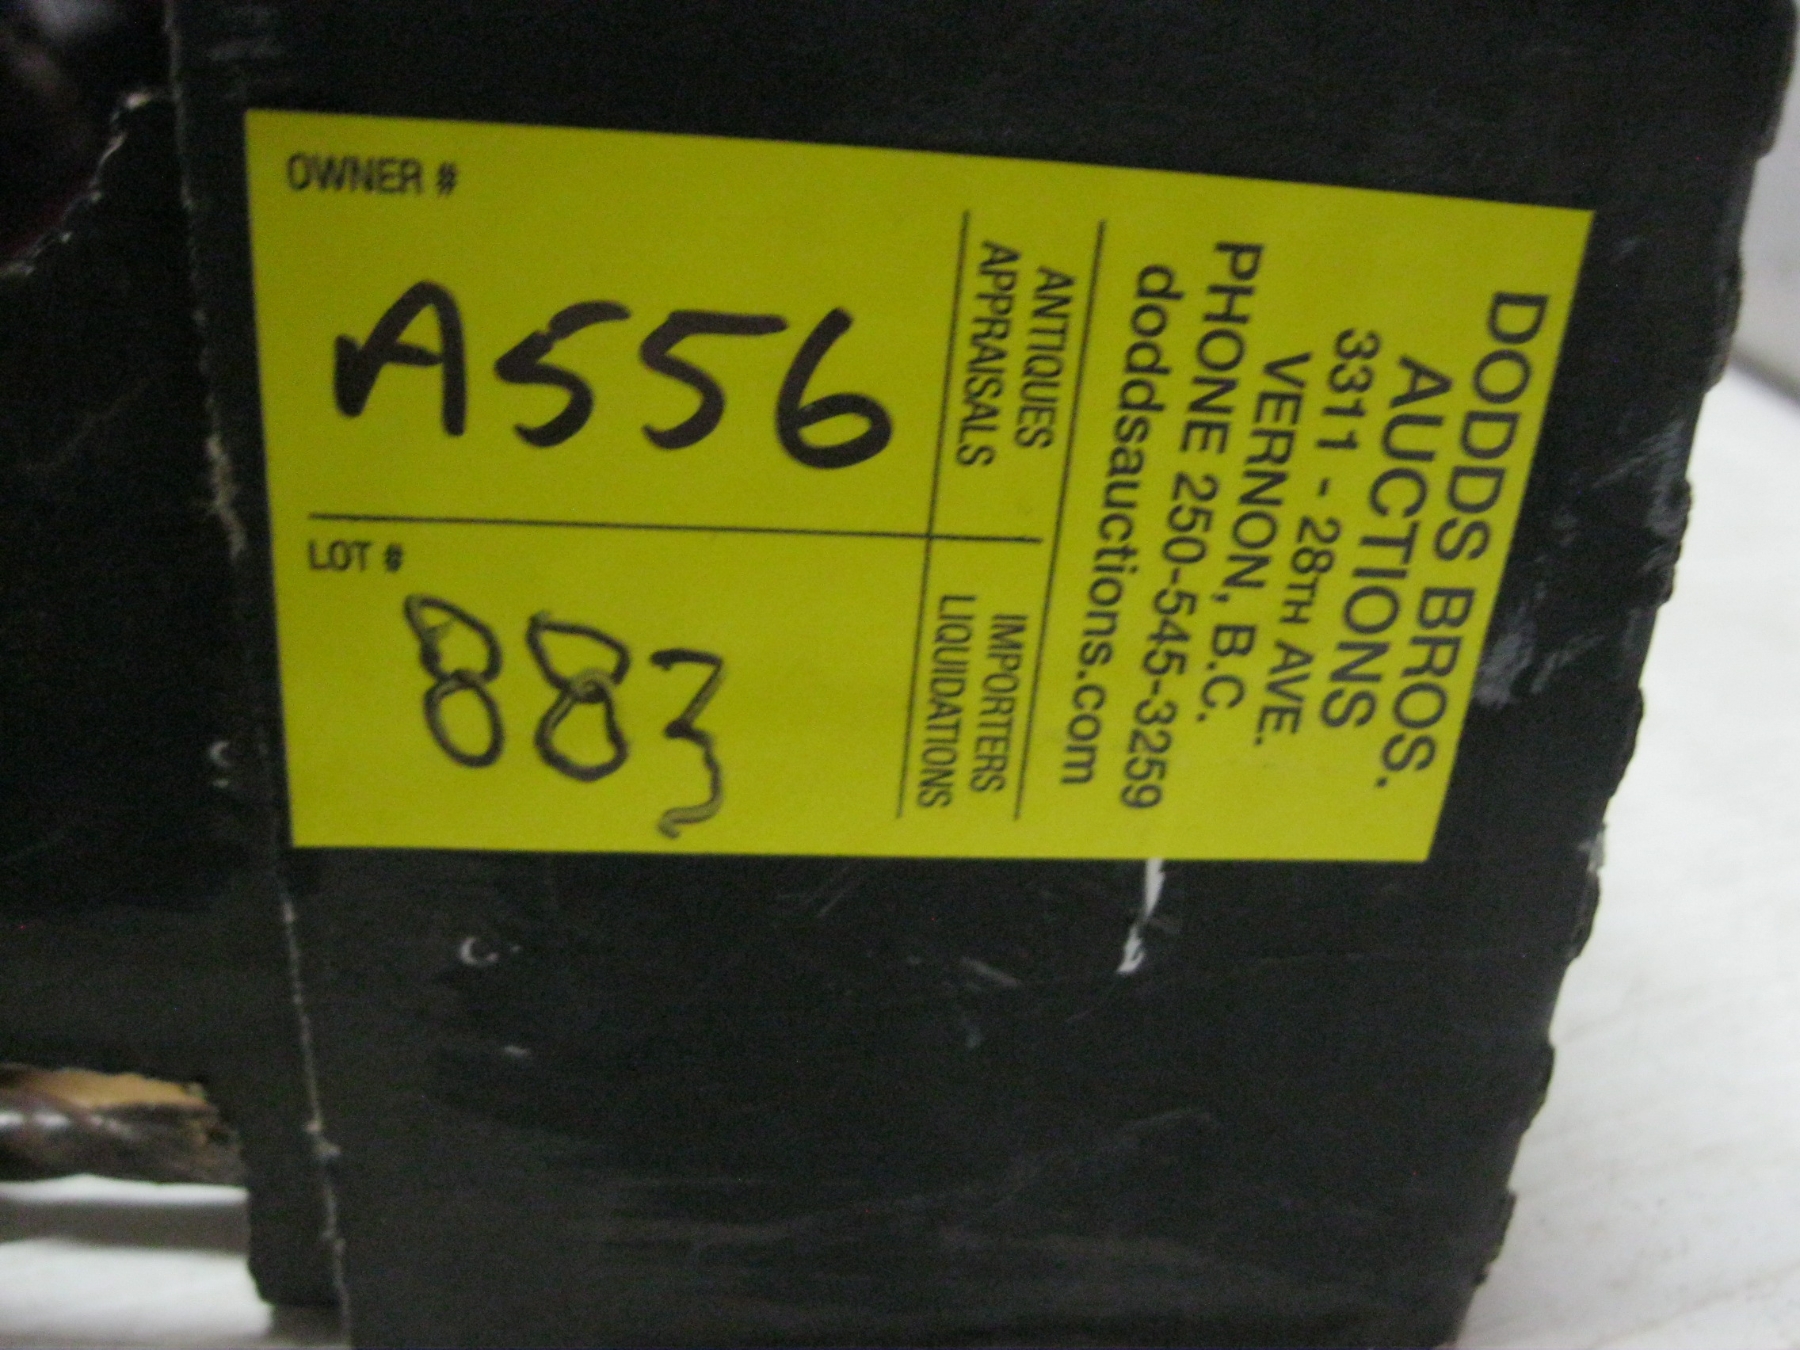 DODDS BROS.
AUCTIONS
3311 - 28TH AVE.
VERNON, B.C.
PHONE 250-545-3259
doddsauctions.com
ANTIQUES
APPRAISALS
IMPORTERS
LIQUIDATIONS
OWNER #
A556
LOT #
883